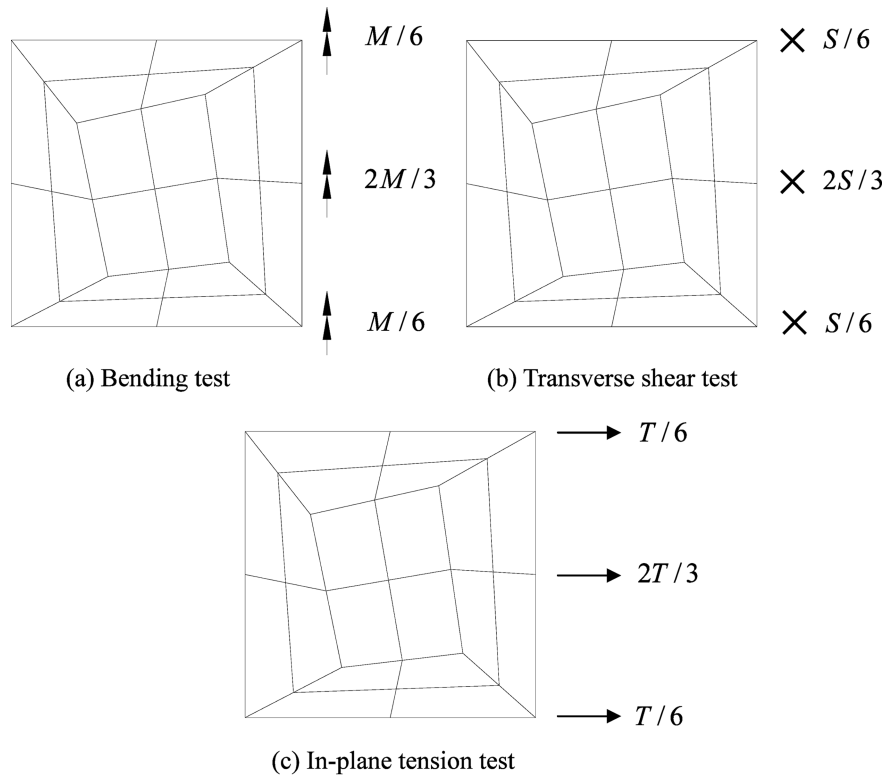 M / 6
S / 6
2M / 3
2S / 3
M / 6
S / 6
(a) Bending test
(b) Transverse shear test
T / 6
2T / 3
T / 6
(c) In-plane tension test